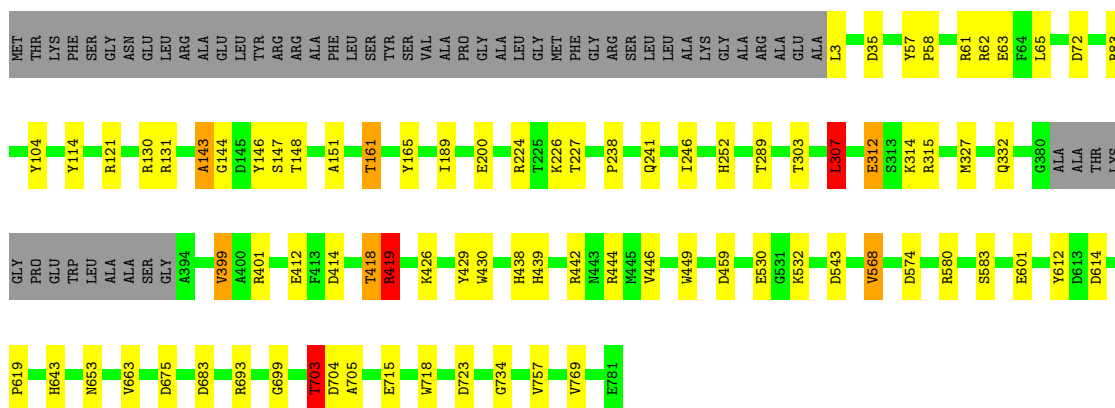 MET THR LYS PHE SER GLY ASN GLU LEU ARG ALA GLU LEU TYR ARG ARG ALA PHE LEU SER TYR SER VAL ALA PRO GLY ALA LEU GLY MET PHE GLY ARG SER LEU LEU ALA LYS GLY ALA ARG ALA GLU ALA L3 D35 Y57 P58 R61 R62 E63 F64 L65 D72
Y104 Y114 R121 R130 R131 A143 G144 D145 Y146 S147 T148 A151 T161 Y165 I189 E200 R224 T225 K226 T227 P238 Q241 I246 H252 T289 T303 L307 E312 S313 K314 R315 M327 Q332 G380 ALA ALA THR LYS
GLY PRO GLU TRP LEU ALA ALA SER GLY A394 V399 A400 R401 E412 F413 D414 T418 R419 K426 Y429 W430 H438 H439 R442 N443 R444 M445 V446 W449 D459 E530 G531 K532 D543 V568 D574 R580 S583 E601 Y612 D613 D614
P619 H643 N653 V663 D675 D683 R693 G699 T703 D704 A705 E715 W718 D723 G734 V757 V769 E781